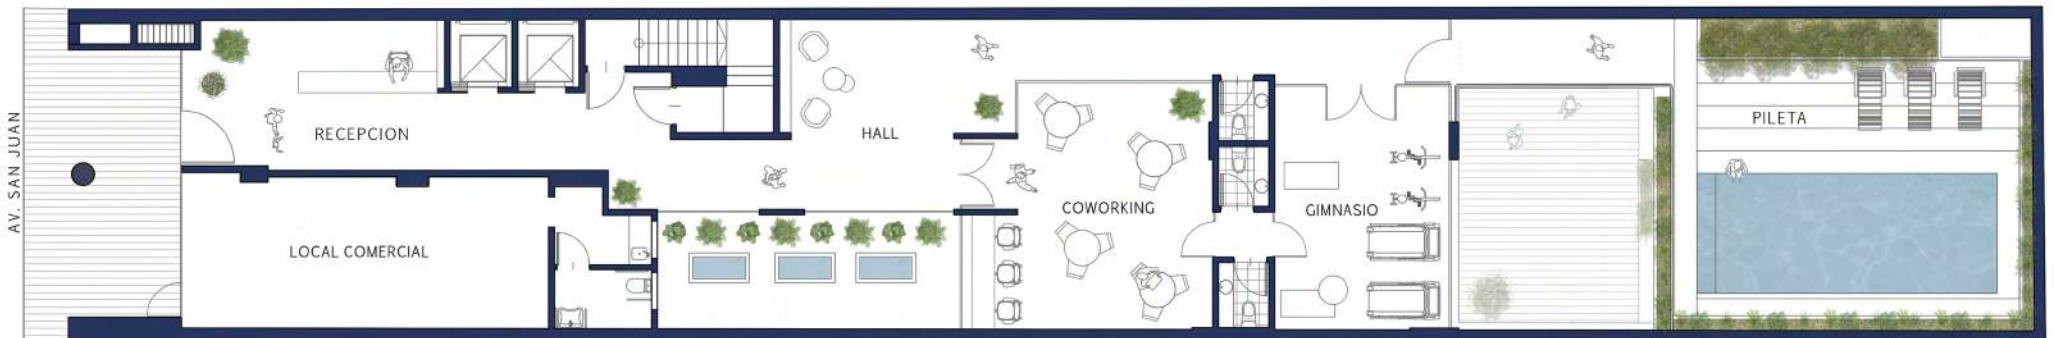 AV. SAN JUAN
RECEPCION
LOCAL COMERCIAL
HALL
COWORKING
GIMNASIO
PILETA